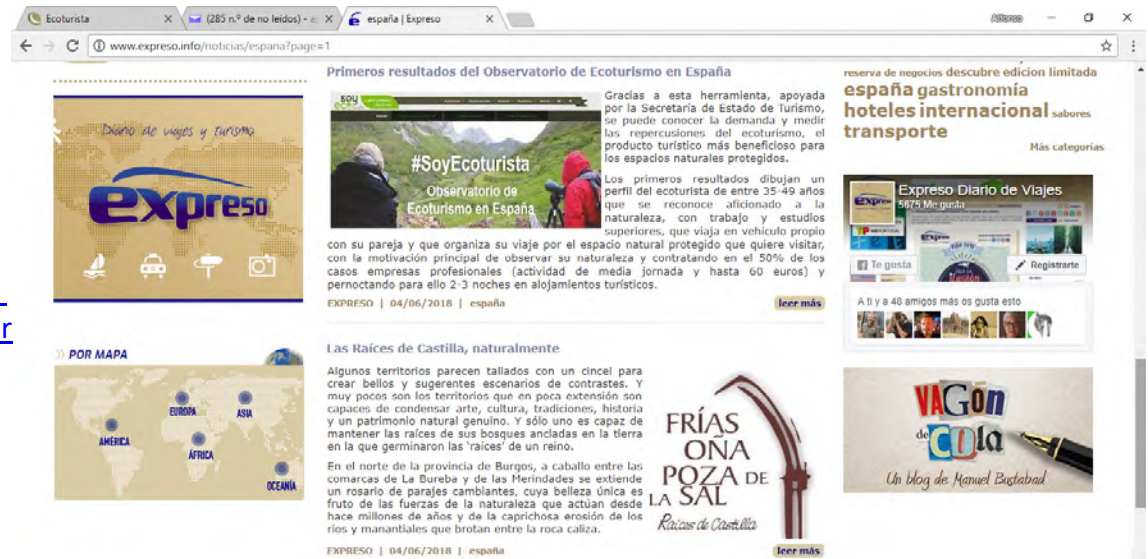 Ecoturista
(285 n.º de no leídos) - a
españa | Expreso
Alfonso
www.expreso.info/noticias/espana?page=1
r
Diario de viajes y turismo
expreso
POR MAPA
AMÉRICA
EUROPA
ASIA
ÁFRICA
OCEANÍA
Primeros resultados del Observatorio de Ecoturismo en España
soy
#SoyEcoturista
Observatorio de
Ecoturismo en España
Gracias a esta herramienta, apoyada
por la Secretaría de Estado de Turismo,
se puede conocer la demanda y medir
las repercusiones del ecoturismo, el
producto turístico más beneficioso para
los espacios naturales protegidos.
Los primeros resultados dibujan un
perfil del ecoturista de entre 35-49 años
que se reconoce aficionado a la
naturaleza, con trabajo y estudios
superiores, que viaja en vehículo propio
con su pareja y que organiza su viaje por el espacio natural protegido que quiere visitar,
con la motivación principal de observar su naturaleza y contratando en el 50% de los
casos empresas profesionales (actividad de media jornada y hasta 60 euros) y
pernoctando para ello 2-3 noches en alojamientos turísticos.
EXPRESO | 04/06/2018 | españa
leer más
Las Raíces de Castilla, naturalmente
Algunos territorios parecen tallados con un cincel para
crear bellos y sugerentes escenarios de contrastes. Y
muy pocos son los territorios que en poca extensión son
capaces de condensar arte, cultura, tradiciones, historia
y un patrimonio natural genuino. Y sólo uno es capaz de
mantener las raíces de sus bosques ancladas en la tierra
en la que germinaron las 'raíces' de un reino.
En el norte de la provincia de Burgos, a caballo entre las
comarcas de La Bureba y de las Merindades se extiende
un rosario de parajes cambiantes, cuya belleza única es
fruto de las fuerzas de la naturaleza que actúan desde
hace millones de años y de la caprichosa erosión de los
ríos y manantiales que brotan entre la roca caliza.
FRÍAS
OÑA
POZA DE
LA SAL
Raíces de Castilla
EXPRESO | 04/06/2018 | españa
leer más
reserva de negocios descubre edicion limitada
españa gastronomía
hoteles internacional sabores
transporte
Más categorías
Expreso Diario de Viajes
5675 Me gusta
Te gusta
Registrarte
A ti y a 48 amigos más os gusta esto
VAGÓN
de Cola
Un blog de Manuel Bustabad